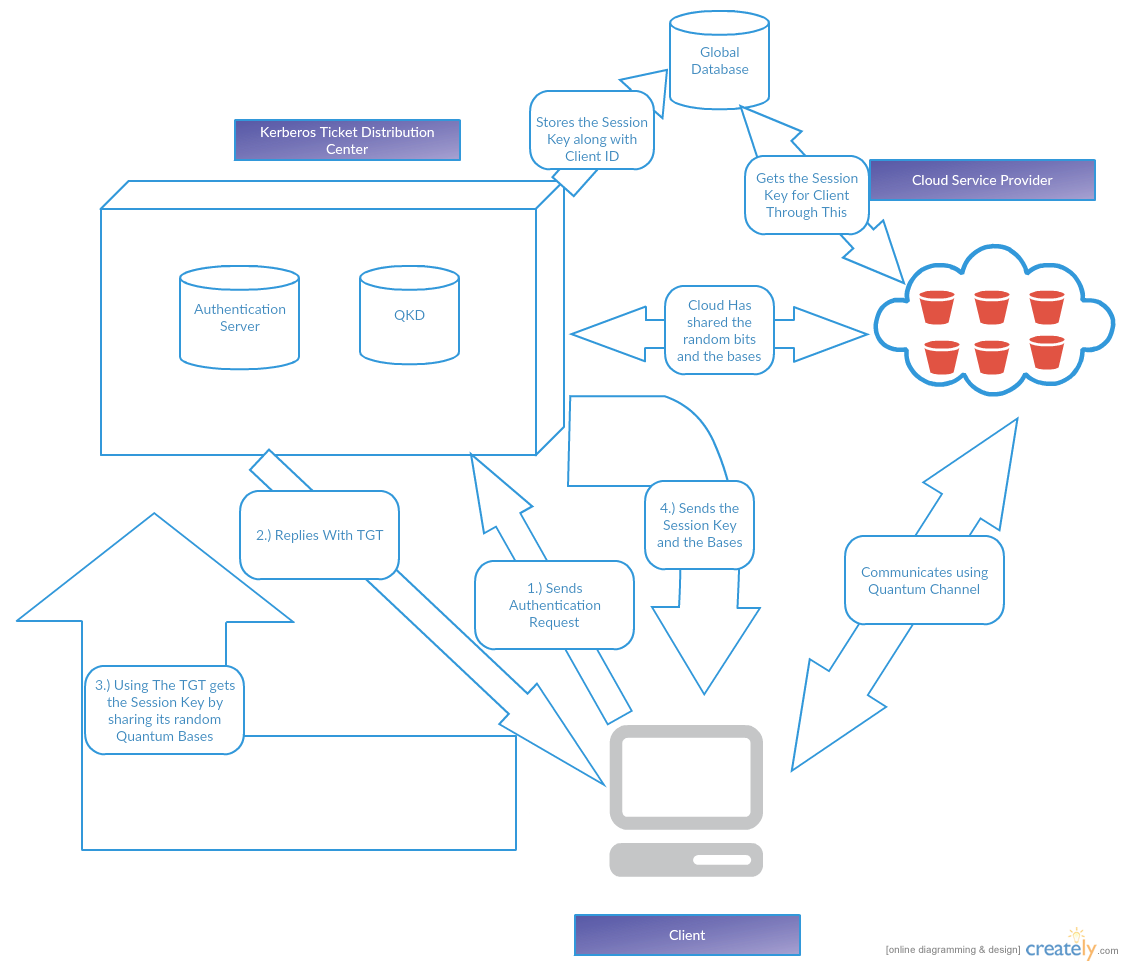 Global
Database
Stores the Session
Key along with
Client ID
Kerberos Ticket Distribution
Center
Gets the Session
Key for Client
Through This
Cloud Service Provider
Authentication
Server
QKD
Cloud Has
shared the
random bits
and the bases
4.) Sends the
Session Key
and the Bases
2.) Replies With TGT
1.) Sends
Authentication
Request
Communicates using
Quantum Channel
3.) Using The TGT gets
the Session Key by
sharing its random
Quantum Bases
Client
[online diagramming & design] creately.com